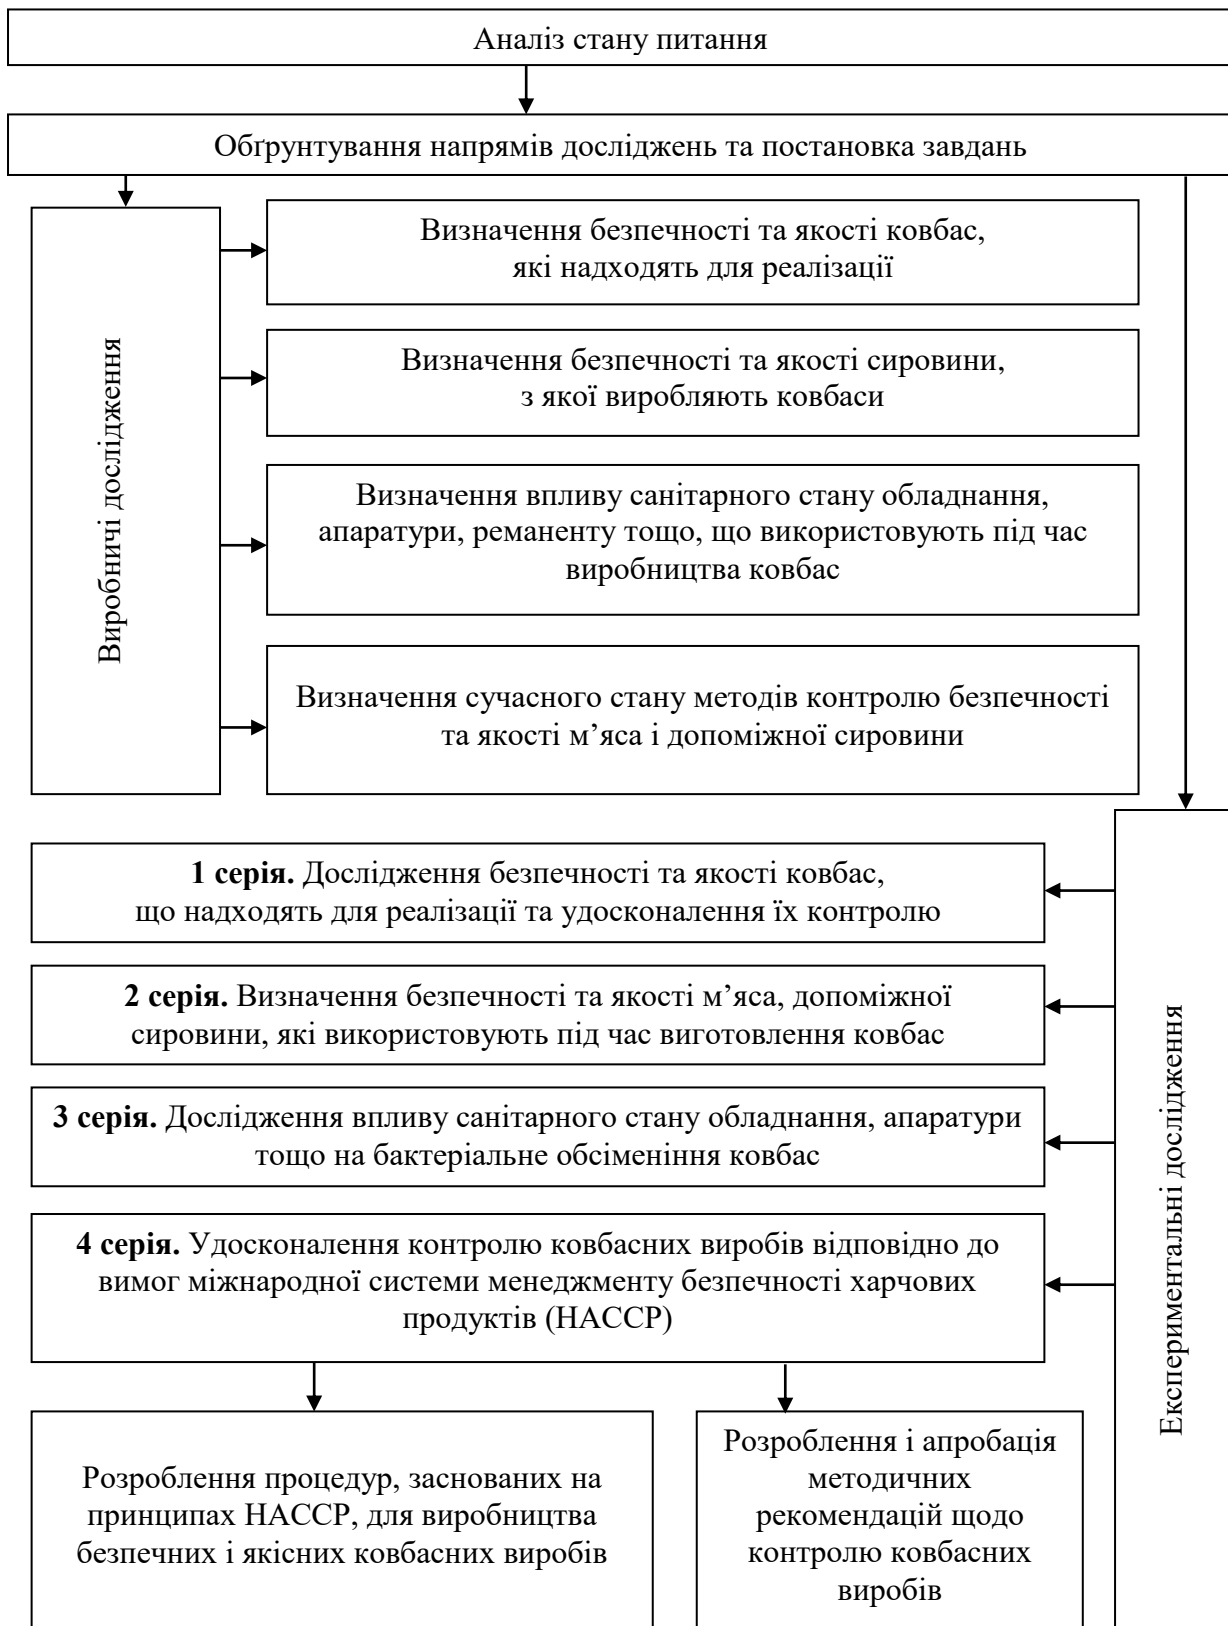 Аналіз стану питання
Обґрунтування напрямів досліджень та постановка завдань
Виробничі дослідження
Визначення безпечності та якості ковбас,
які надходять для реалізації
Визначення безпечності та якості сировини,
з якої виробляють ковбаси
Визначення впливу санітарного стану обладнання,
апаратури, реманенту тощо, що використовують під час
виробництва ковбас
Визначення сучасного стану методів контролю безпечності
та якості м’яса і допоміжної сировини
Експериментальні дослідження
1 серія. Дослідження безпечності та якості ковбас,
що надходять для реалізації та удосконалення їх контролю
2 серія. Визначення безпечності та якості м’яса, допоміжної
сировини, які використовують під час виготовлення ковбас
3 серія. Дослідження впливу санітарного стану обладнання, апаратури
тощо на бактеріальне обсіменіння ковбас
4 серія. Удосконалення контролю ковбасних виробів відповідно до
вимог міжнародної системи менеджменту безпечності харчових
продуктів (НАССР)
Розроблення процедур, заснованих на
принципах НАССР, для виробництва
безпечних і якісних ковбасних виробів
Розроблення і апробація
методичних
рекомендацій щодо
контролю ковбасних
виробів